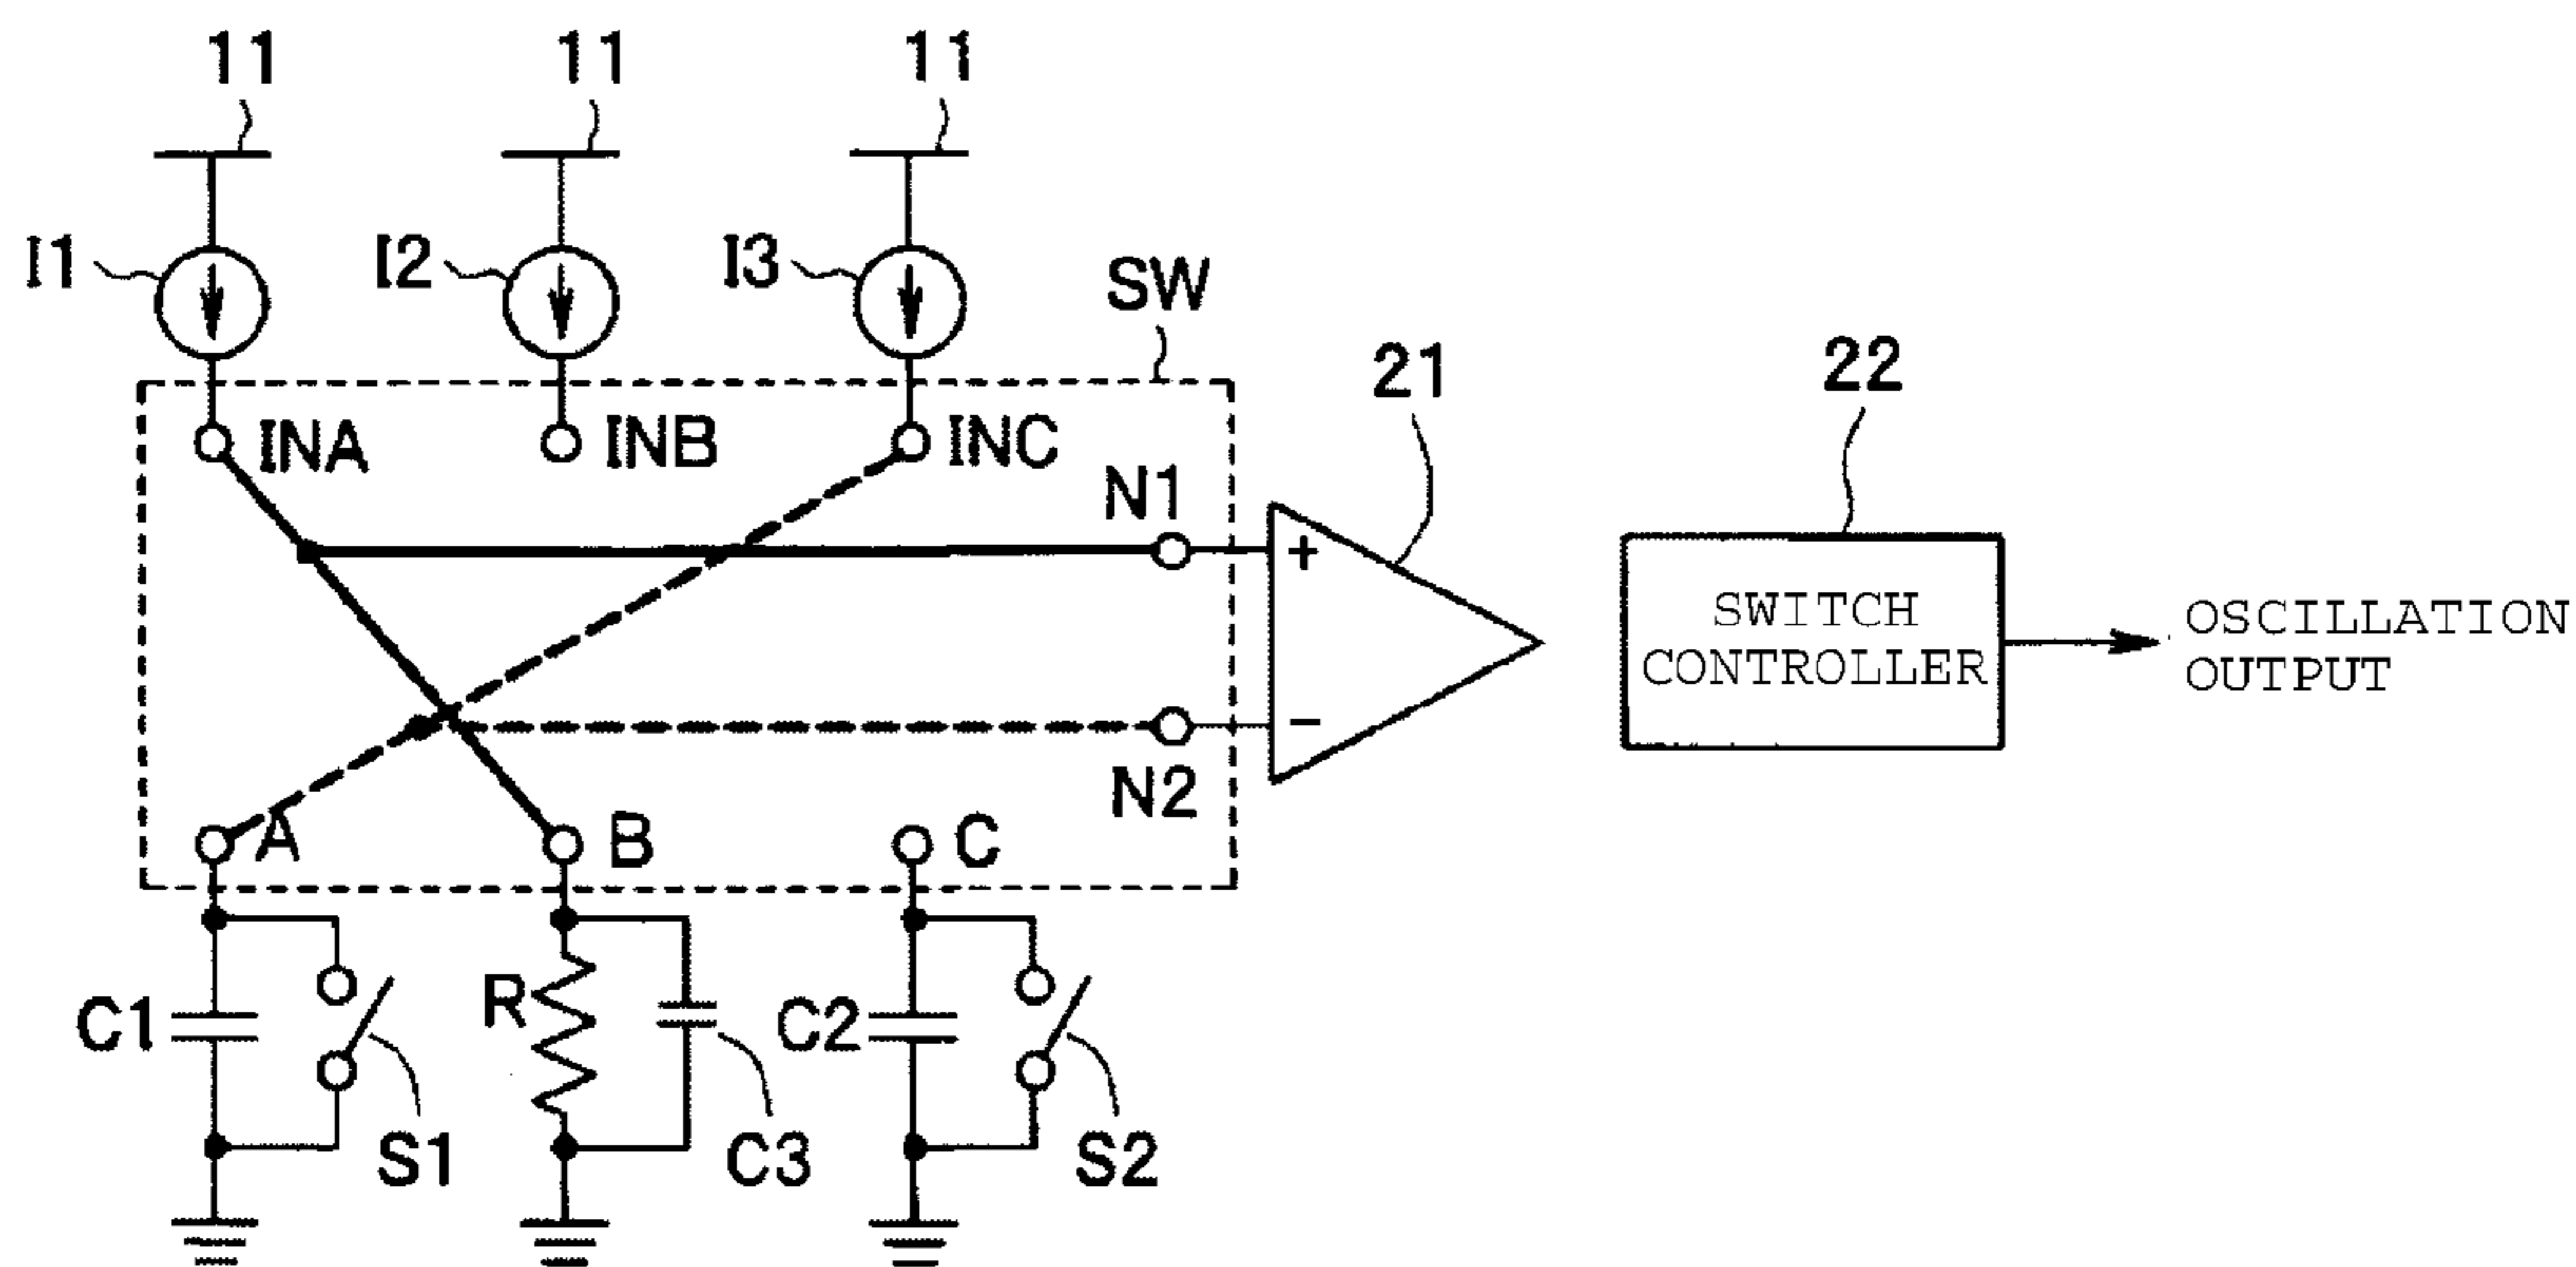 11 11 11
I1 I2 I3 SW
21 22
INA INB INC
N1
+
SWITCH
CONTROLLER
OSCILLATION
OUTPUT
−
N2
A B C
C1 R C2
S1 C3 S2